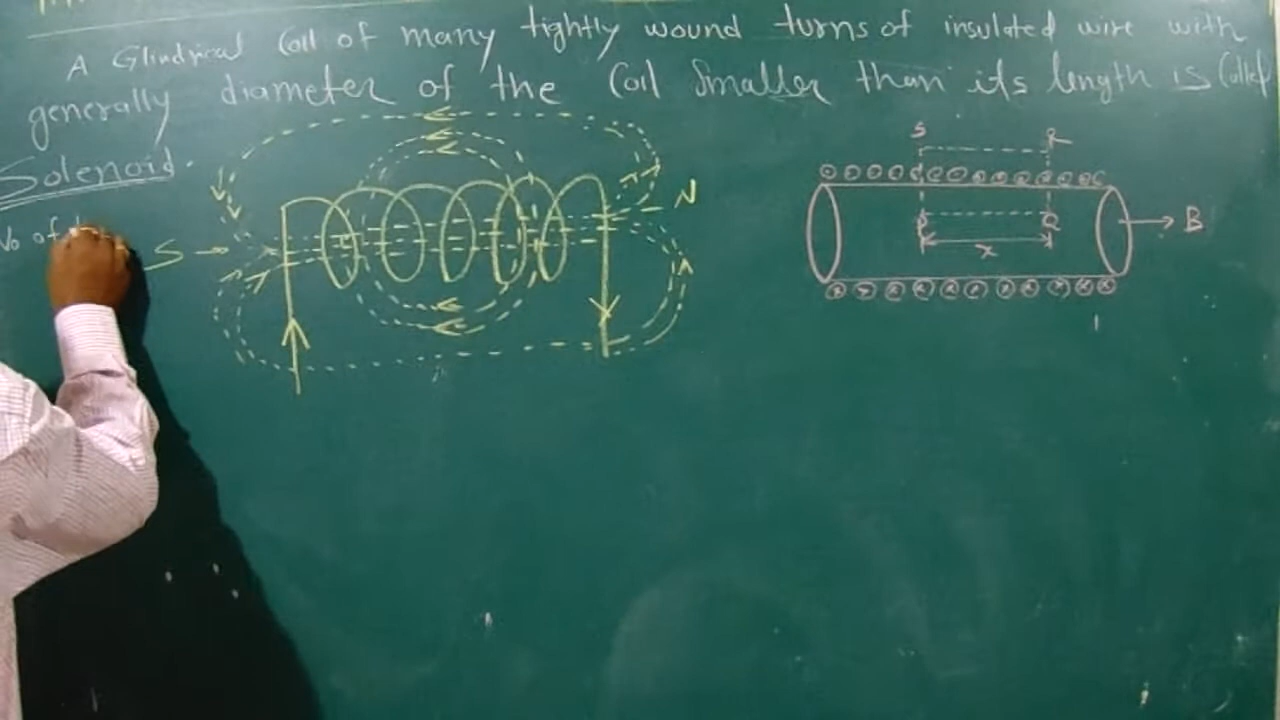 A Clindrical Coil of many tightly wound turns of insulated wire with
generally diameter of the Coil Smaller than its length is Called
Solenoid.
No of
S
N
S R
P Q
x
B